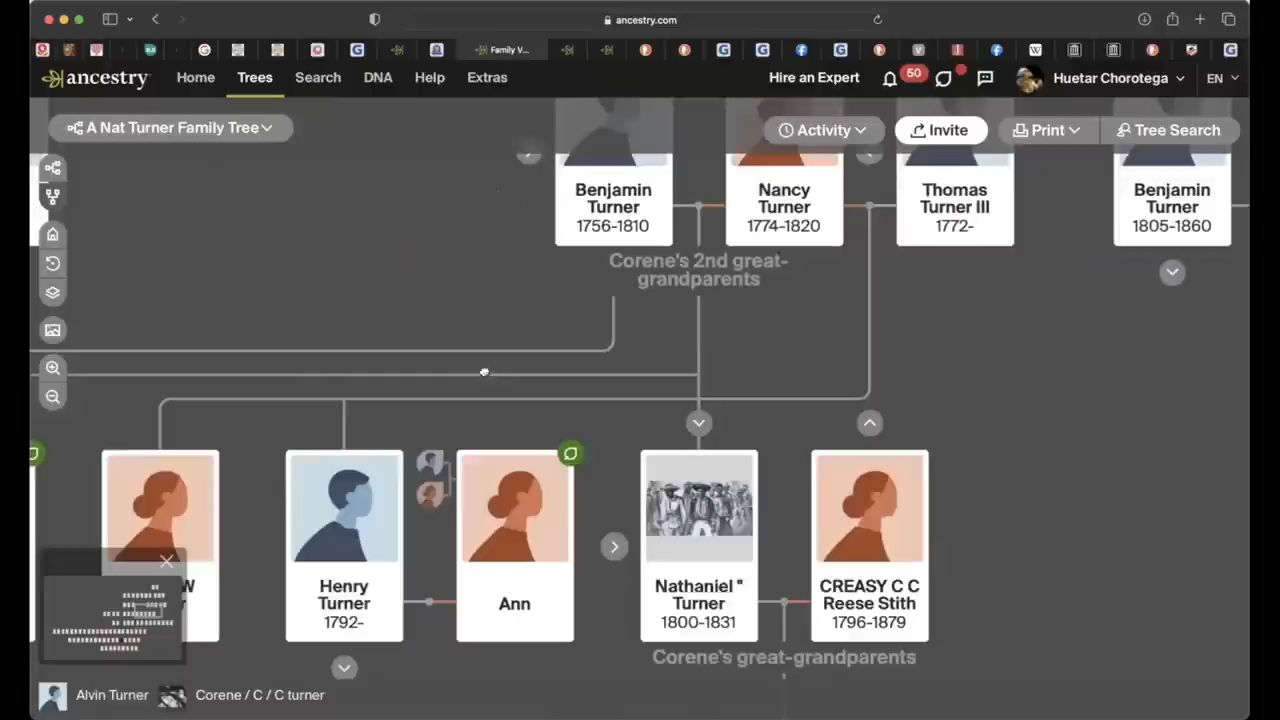 ancestry.com
Family V...
ancestry
Home
Trees
Search
DNA
Help
Extras
Hire an Expert
50
Huetar Chorotega
EN
A Nat Turner Family Tree
Activity
Invite
Print
Tree Search
Benjamin
Turner
1756-1810
Nancy
Turner
1774-1820
Thomas
Turner III
1772-
Benjamin
Turner
1805-1860
Corene's 2nd great-
grandparents
W
Henry
Turner
1792-
Ann
Nathaniel "
Turner
1800-1831
CREASY C C
Reese Stith
1796-1879
Corene's great-grandparents
Alvin Turner
Corene / C / C turner